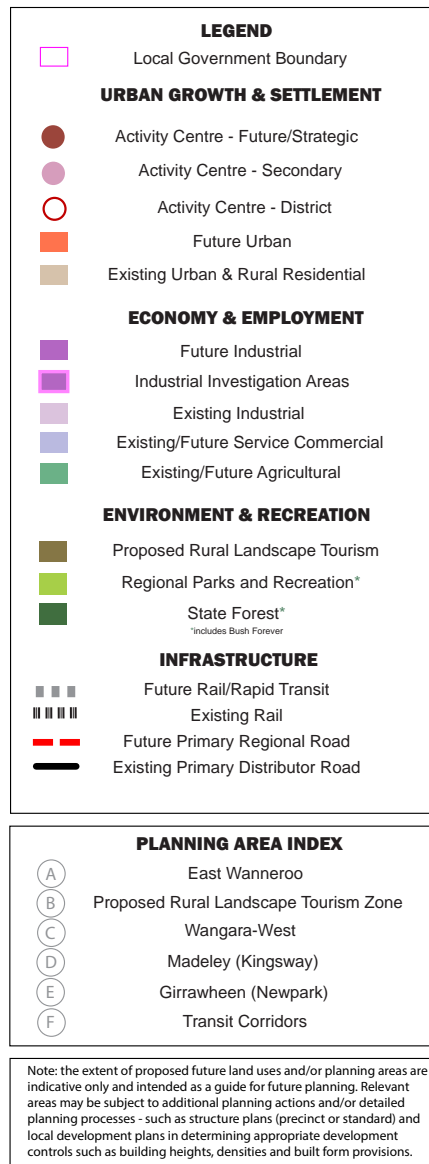 LEGEND
Local Government Boundary
URBAN GROWTH & SETTLEMENT
Activity Centre - Future/Strategic
Activity Centre - Secondary
Activity Centre - District
Future Urban
Existing Urban & Rural Residential
ECONOMY & EMPLOYMENT
Future Industrial
Industrial Investigation Areas
Existing Industrial
Existing/Future Service Commercial
Existing/Future Agricultural
ENVIRONMENT & RECREATION
Proposed Rural Landscape Tourism
Regional Parks and Recreation*
State Forest*
*includes Bush Forever
INFRASTRUCTURE
Future Rail/Rapid Transit
Existing Rail
Future Primary Regional Road
Existing Primary Distributor Road
PLANNING AREA INDEX
A East Wanneroo
B Proposed Rural Landscape Tourism Zone
C Wangara-West
D Madeley (Kingsway)
E Girrawheen (Newpark)
F Transit Corridors
Note: the extent of proposed future land uses and/or planning areas are
indicative only and intended as a guide for future planning. Relevant
areas may be subject to additional planning actions and/or detailed
planning processes - such as structure plans (precinct or standard) and
local development plans in determining appropriate development
controls such as building heights, densities and built form provisions.